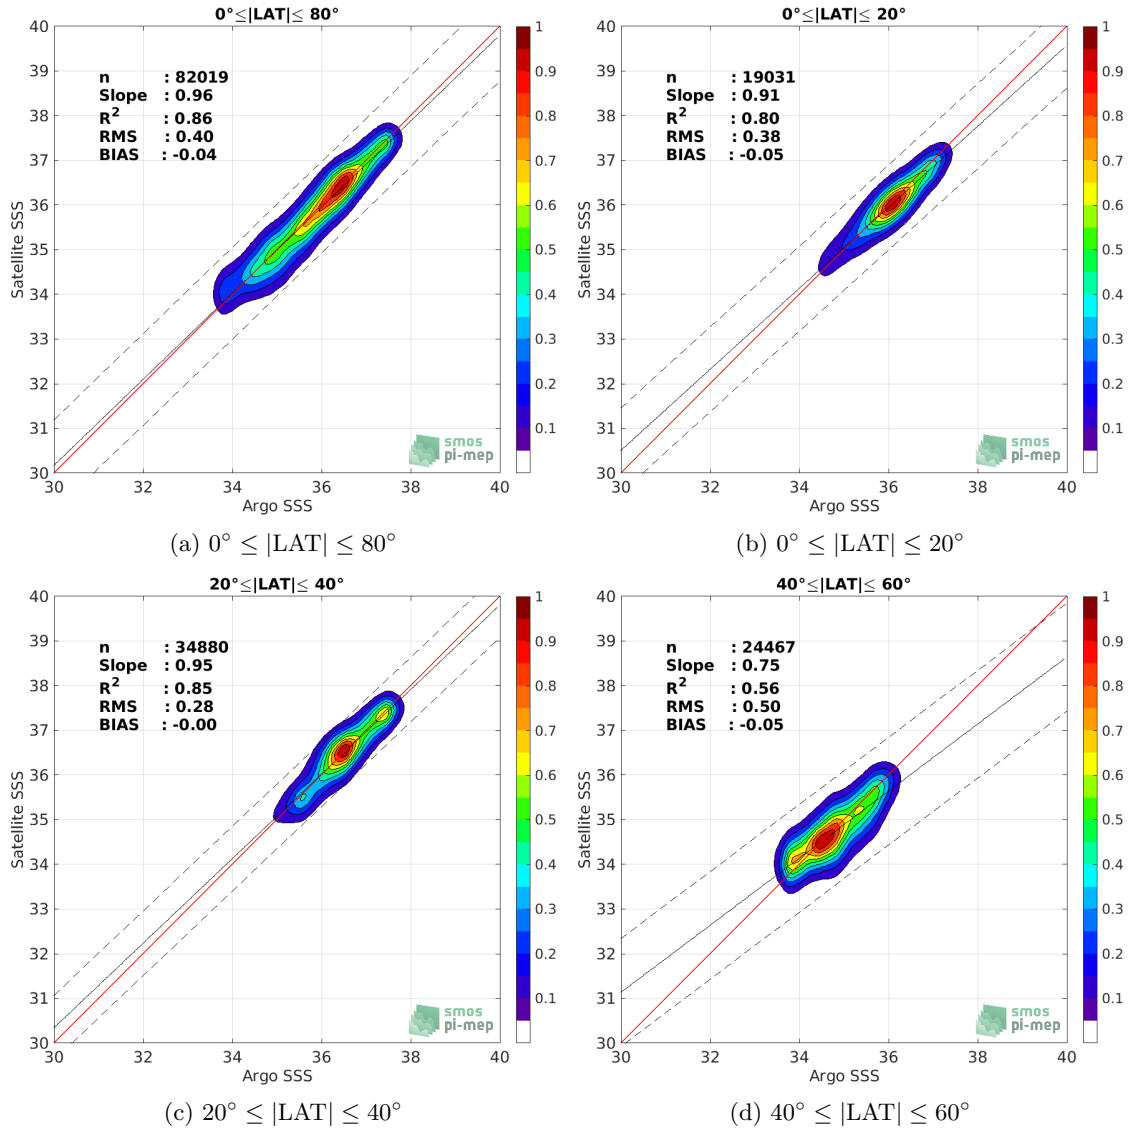 0°≤|LAT|≤ 80°
n : 82019
Slope : 0.96
R2 : 0.86
RMS : 0.40
BIAS : -0.04
Satellite SSS
40
39
38
37
36
35
34
33
32
31
30
30 32 34 36 38 40
Argo SSS
1
0.9
0.8
0.7
0.6
0.5
0.4
0.3
0.2
0.1
smos
pi-mep
(a) 0° ≤ |LAT| ≤ 80°
0°≤|LAT|≤ 20°
n : 19031
Slope : 0.91
R2 : 0.80
RMS : 0.38
BIAS : -0.05
Satellite SSS
40
39
38
37
36
35
34
33
32
31
30
30 32 34 36 38 40
Argo SSS
1
0.9
0.8
0.7
0.6
0.5
0.4
0.3
0.2
0.1
smos
pi-mep
(b) 0° ≤ |LAT| ≤ 20°
20°≤|LAT|≤ 40°
n : 34880
Slope : 0.95
R2 : 0.85
RMS : 0.28
BIAS : -0.00
Satellite SSS
40
39
38
37
36
35
34
33
32
31
30
30 32 34 36 38 40
Argo SSS
1
0.9
0.8
0.7
0.6
0.5
0.4
0.3
0.2
0.1
smos
pi-mep
(c) 20° ≤ |LAT| ≤ 40°
40°≤|LAT|≤ 60°
n : 24467
Slope : 0.75
R2 : 0.56
RMS : 0.50
BIAS : -0.05
Satellite SSS
40
39
38
37
36
35
34
33
32
31
30
30 32 34 36 38 40
Argo SSS
1
0.9
0.8
0.7
0.6
0.5
0.4
0.3
0.2
0.1
smos
pi-mep
(d) 40° ≤ |LAT| ≤ 60°